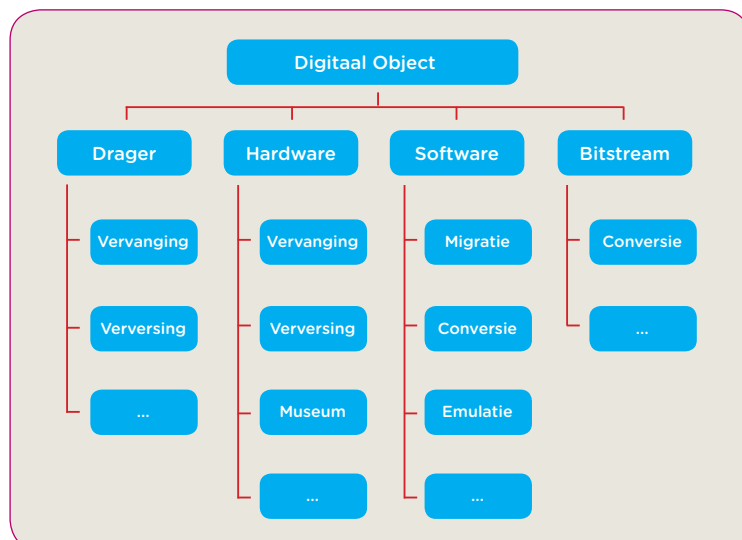 Digitaal Object
Drager
Hardware
Software
Bitstream
Vervanging
Vervanging
Migratie
Conversie
Verversing
Verversing
Conversie
...
...
Museum
Emulatie
...
...